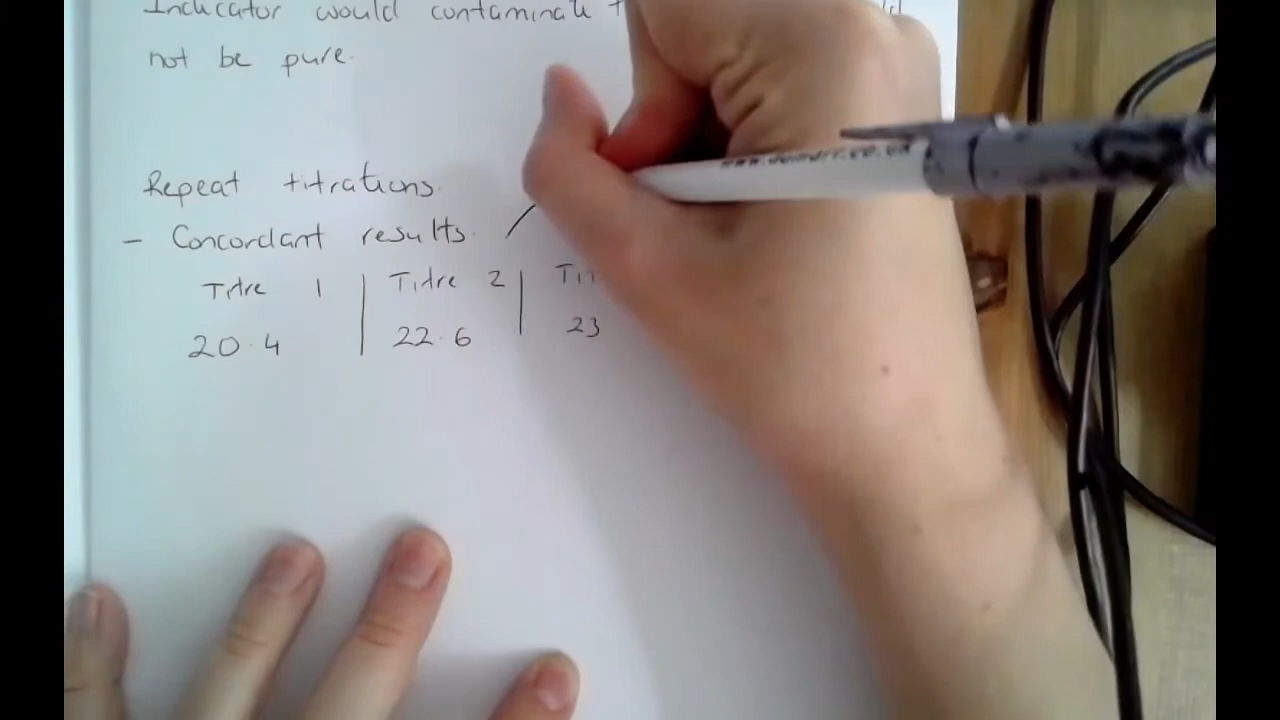 Indicator would contaminate
not be pure.
Repeat titrations.
- Concordant results.
Titre 1 | Titre 2 |
20.4 | 22.6 | 23